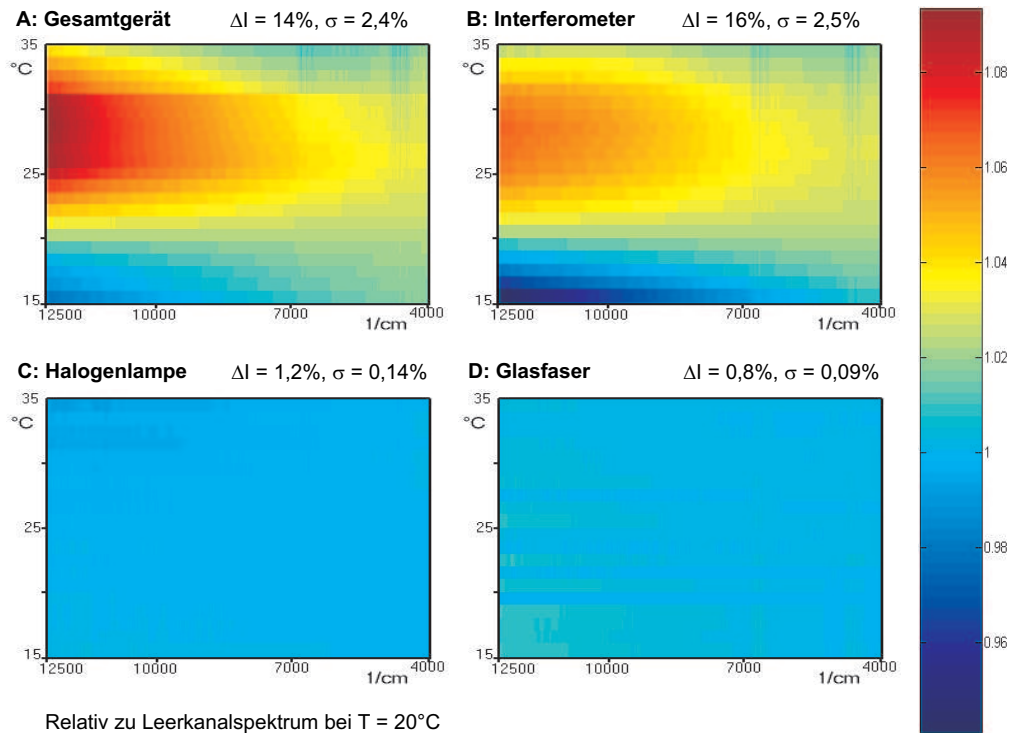 A: Gesamtgerät ΔI = 14%, σ = 2,4%
35
°C
25
15
12500 10000 7000 4000
1/cm
B: Interferometer ΔI = 16%, σ = 2,5%
35
°C
25
15
12500 10000 7000 4000
1/cm
C: Halogenlampe ΔI = 1,2%, σ = 0,14%
35
°C
25
15
12500 10000 7000 4000
1/cm
D: Glasfaser ΔI = 0,8%, σ = 0,09%
35
°C
25
15
12500 10000 7000 4000
1/cm
1.08
1.06
1.04
1.02
1
0.98
0.96
Relativ zu Leerkanalspektrum bei T = 20°C